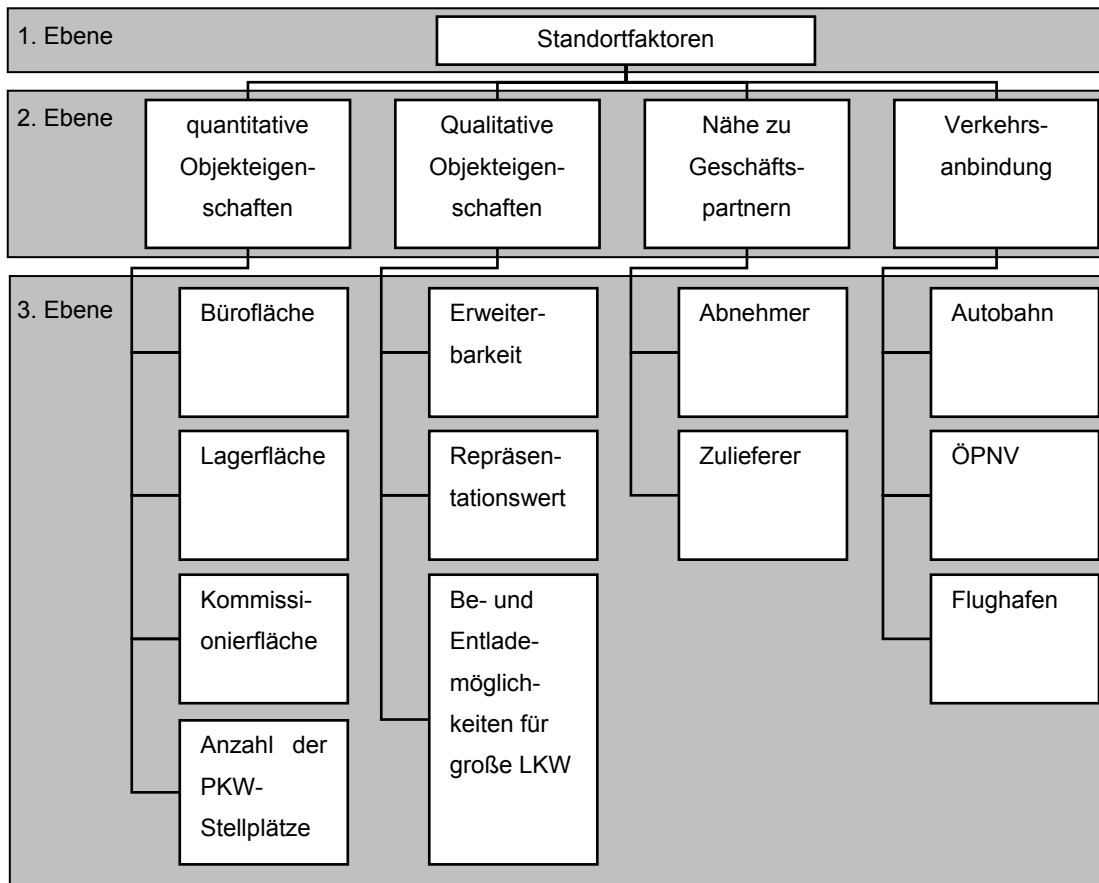 1. Ebene
Standortfaktoren
2. Ebene
quantitative
Objekteigen-
schaften
Qualitative
Objekteigen-
schaften
Nähe zu
Geschäfts-
partnern
Verkehrs-
anbindung
3. Ebene
Bürofläche
Lagerfläche
Kommissi-
onierfläche
Anzahl der
PKW-
Stellplätze
Erweiter-
barkeit
Repräsen-
tationswert
Be- und
Entlade-
möglich-
keiten für
große LKW
Abnehmer
Zulieferer
Autobahn
ÖPNV
Flughafen